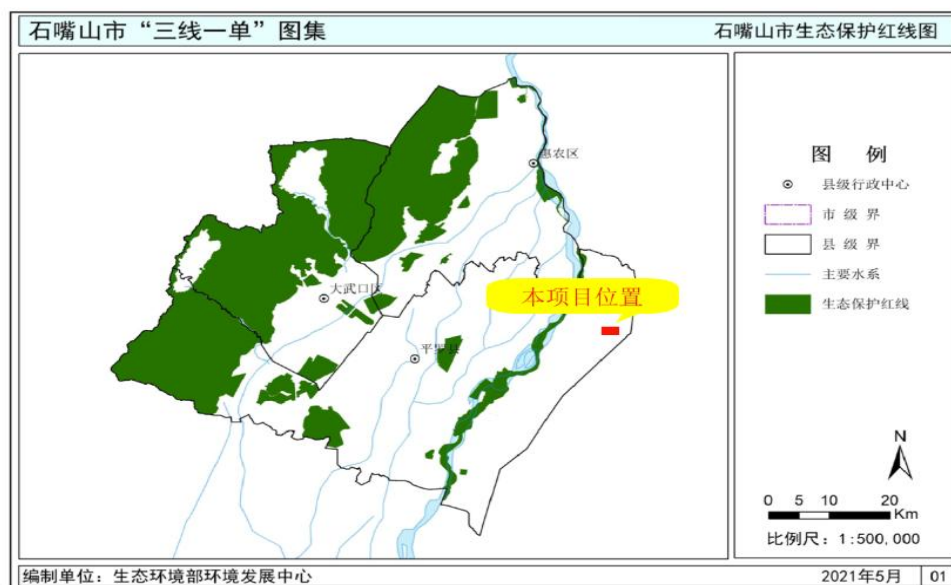 石嘴山市“三线一单”图集
石嘴山市生态保护红线图
惠农区
大武口区
平罗县
本项目位置
图 例
县级行政中心
市 级 界
县 级 界
主要水系
生态保护红线
N
0 5 10 20
Km
比例尺：1:500,000
编制单位：生态环境部环境发展中心
2021年5月
01